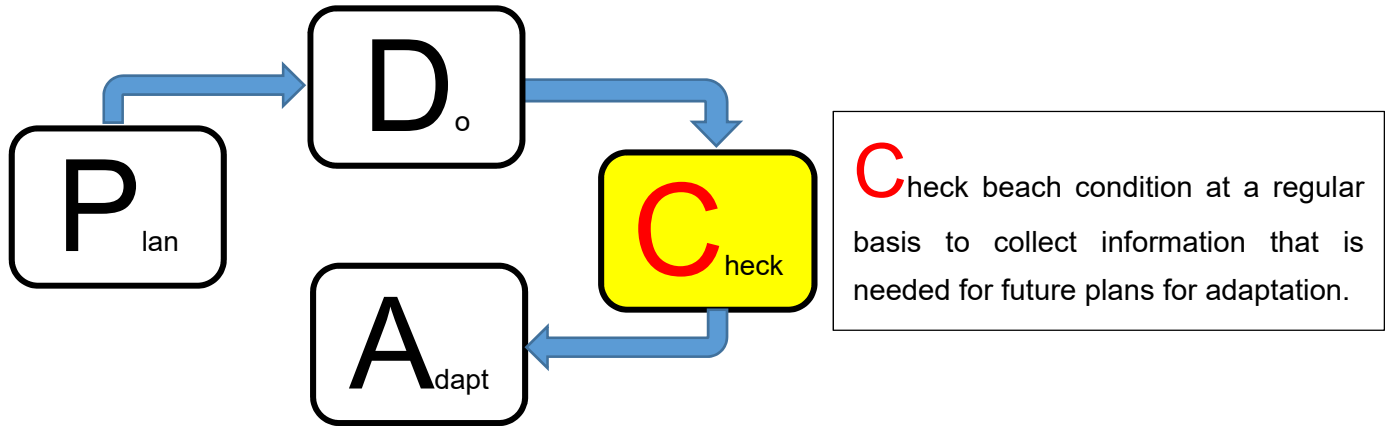 Plan
Do
Check
Adapt
Check beach condition at a regular
basis to collect information that is
needed for future plans for adaptation.